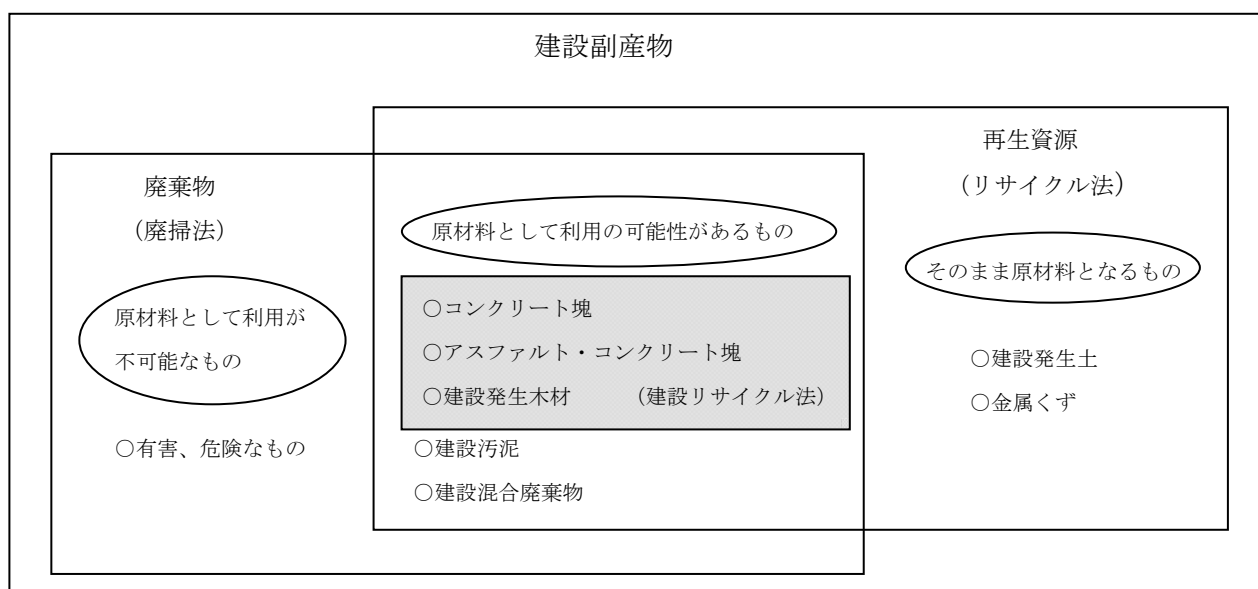 建設副産物
再生資源
（リサイクル法）
廃棄物
（廃掃法）
原材料として利用の可能性があるもの
そのまま原材料となるもの
原材料として利用が
不可能なもの
○コンクリート塊
○アスファルト・コンクリート塊
○建設発生木材　（建設リサイクル法）
○建設発生土
○金属くず
○有害、危険なもの
○建設汚泥
○建設混合廃棄物